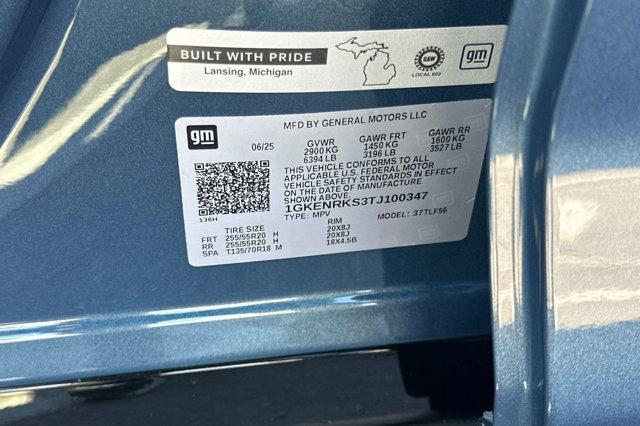 BUILT WITH PRIDE
Lansing, Michigan
UAW
LOCAL 602
gm
gm
MFD BY GENERAL MOTORS LLC
06/25 GVWR GAWR FRT GAWR RR
2900 KG 1450 KG 1600 KG
6394 LB 3196 LB 3527 LB
THIS VEHICLE CONFORMS TO ALL
APPLICABLE U.S. FEDERAL MOTOR
VEHICLE SAFETY STANDARDS IN EFFECT
ON THE DATE OF MANUFACTURE
SHOWN ABOVE.
1GKENRKS3TJ100347
TYPE: MPV MODEL: 37TLF56
136H
TIRE SIZE RIM
FRT 255/55R20 H 20X8J
RR 255/55R20 H 20X8J
SPA T135/70R18 M 18X4.5B